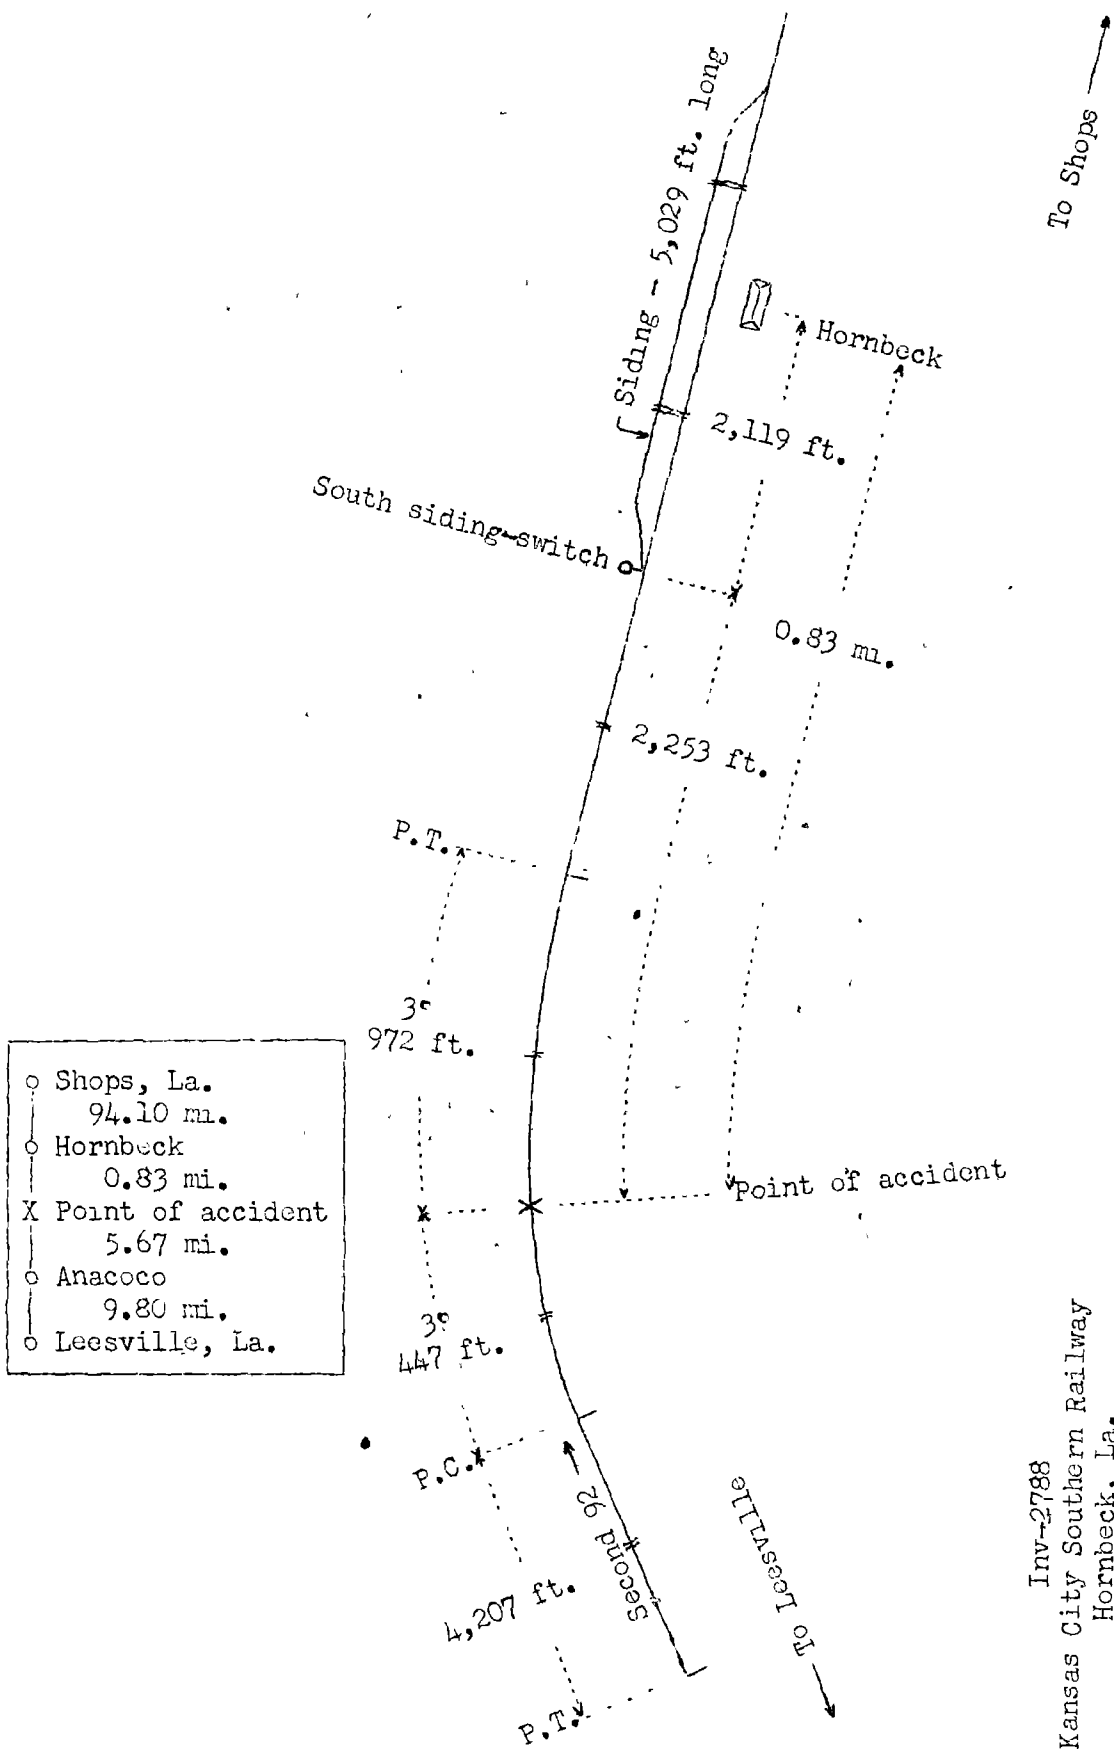 To Shops
Siding - 5,029 ft. long
Hornbeck
2,119 ft.
South siding-switch
0.83 mi.
2,253 ft.
P.T.
3°
972 ft.
Shops, La.
94.10 mi.
Hornbeck
0.83 mi.
X Point of accident
5.67 mi.
Anacoco
9.80 mi.
Leesville, La.
Point of accident
3°
447 ft.
P.C.
Second 92
4,207 ft.
P.T.
To Leesville
Inv-2788
Kansas City Southern Railway
Hornbeck, La.